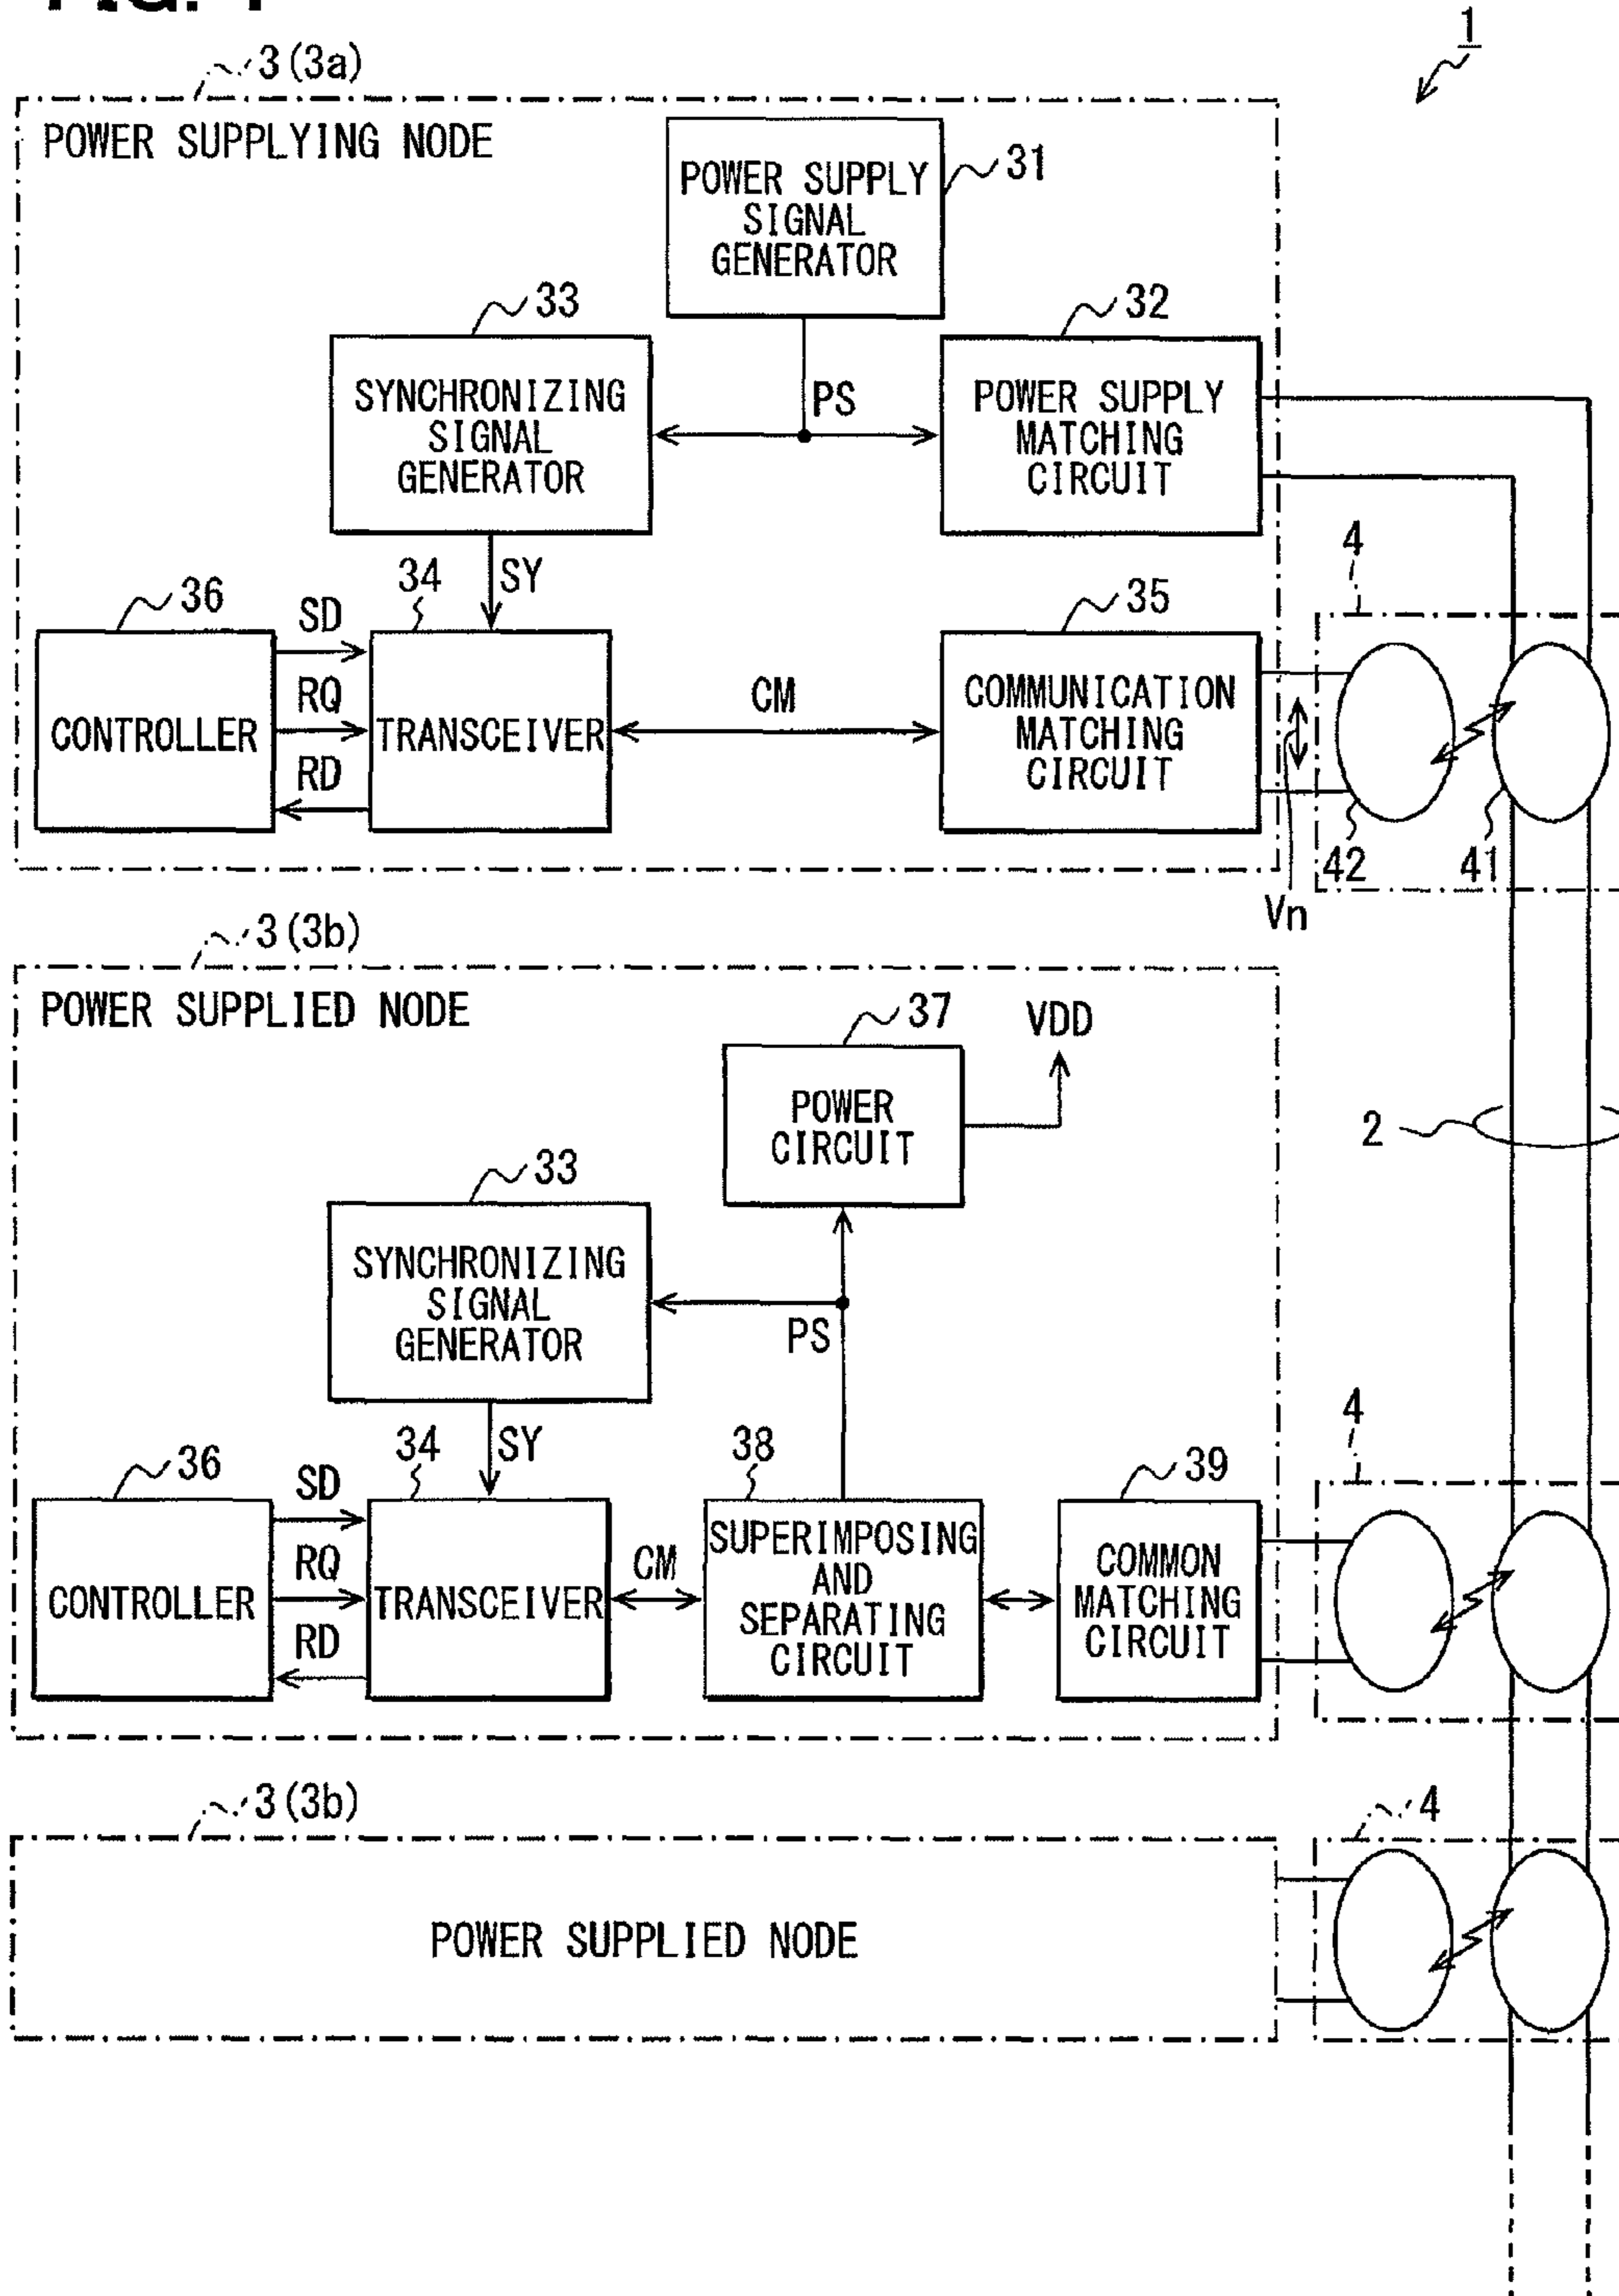 1
3(3a)
POWER SUPPLYING NODE
POWER SUPPLY
SIGNAL
GENERATOR
31
33
32
SYNCHRONIZING
SIGNAL
GENERATOR
PS
POWER SUPPLY
MATCHING
CIRCUIT
4
36
SD
34
SY
35
RQ
CONTROLLER
TRANSCEIVER
CM
COMMUNICATION
MATCHING
CIRCUIT
RD
42
41
Vn
3(3b)
POWER SUPPLIED NODE
37
VDD
POWER
CIRCUIT
2
33
SYNCHRONIZING
SIGNAL
GENERATOR
PS
4
36
SD
34
SY
38
39
RQ
CONTROLLER
TRANSCEIVER
CM
SUPERIMPOSING
AND
SEPARATING
CIRCUIT
COMMON
MATCHING
CIRCUIT
RD
3(3b)
4
POWER SUPPLIED NODE